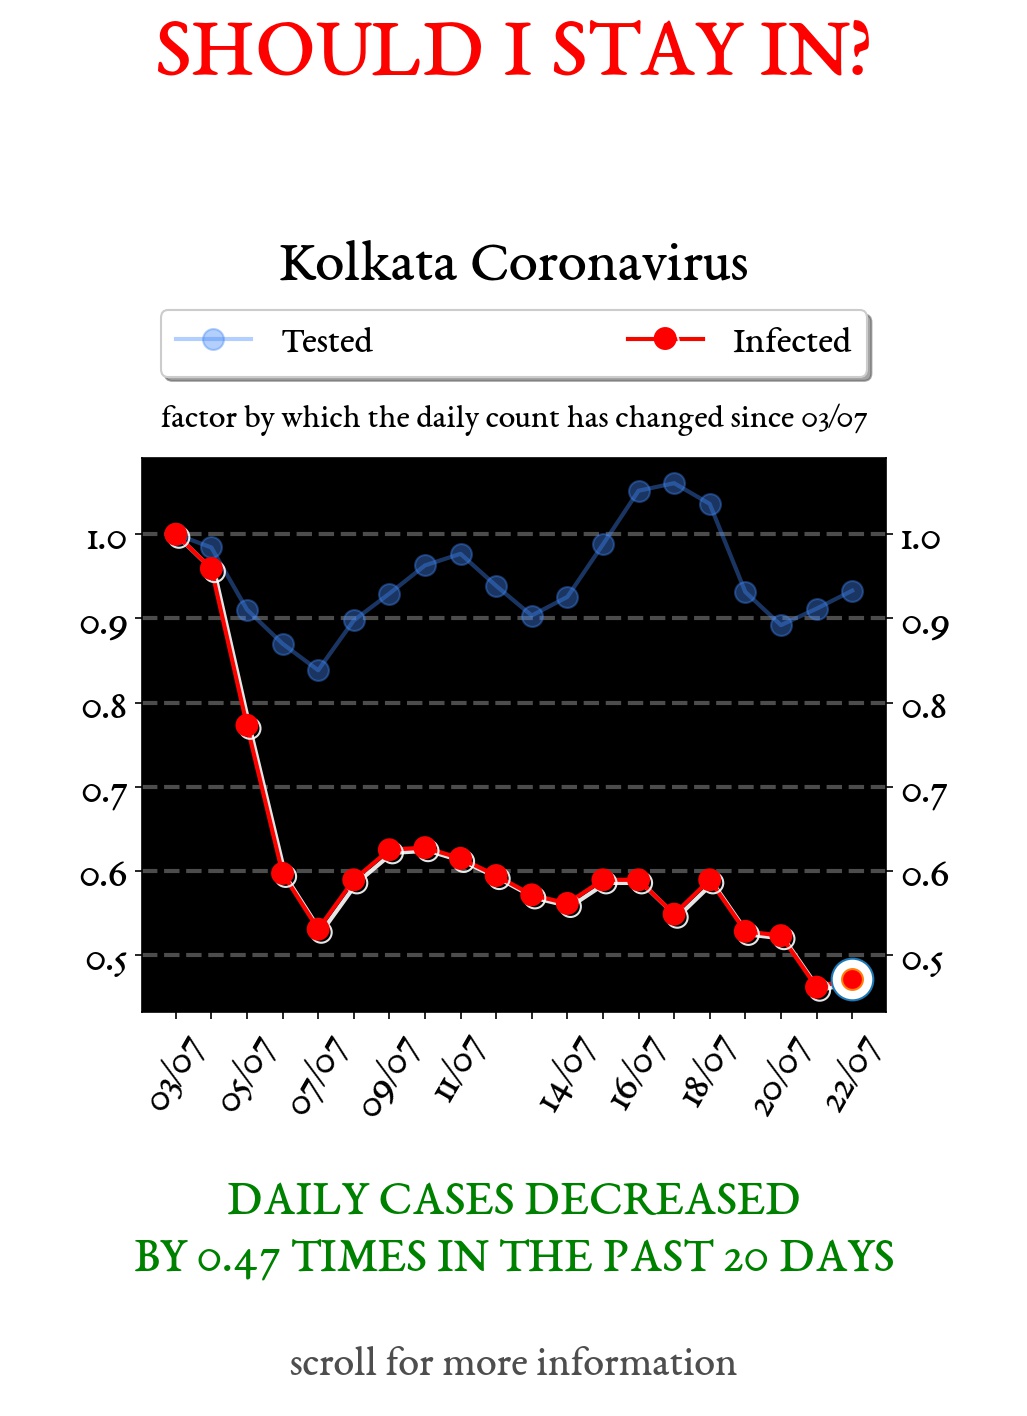 SHOULD I STAY IN?
Kolkata Coronavirus
Tested Infected
factor by which the daily count has changed since 03/07
1.0 1.0
0.9 0.9
0.8 0.8
0.7 0.7
0.6 0.6
0.5 0.5
03/07 05/07 07/07 09/07 11/07 14/07 16/07 18/07 20/07 22/07
DAILY CASES DECREASED
BY 0.47 TIMES IN THE PAST 20 DAYS
scroll for more information